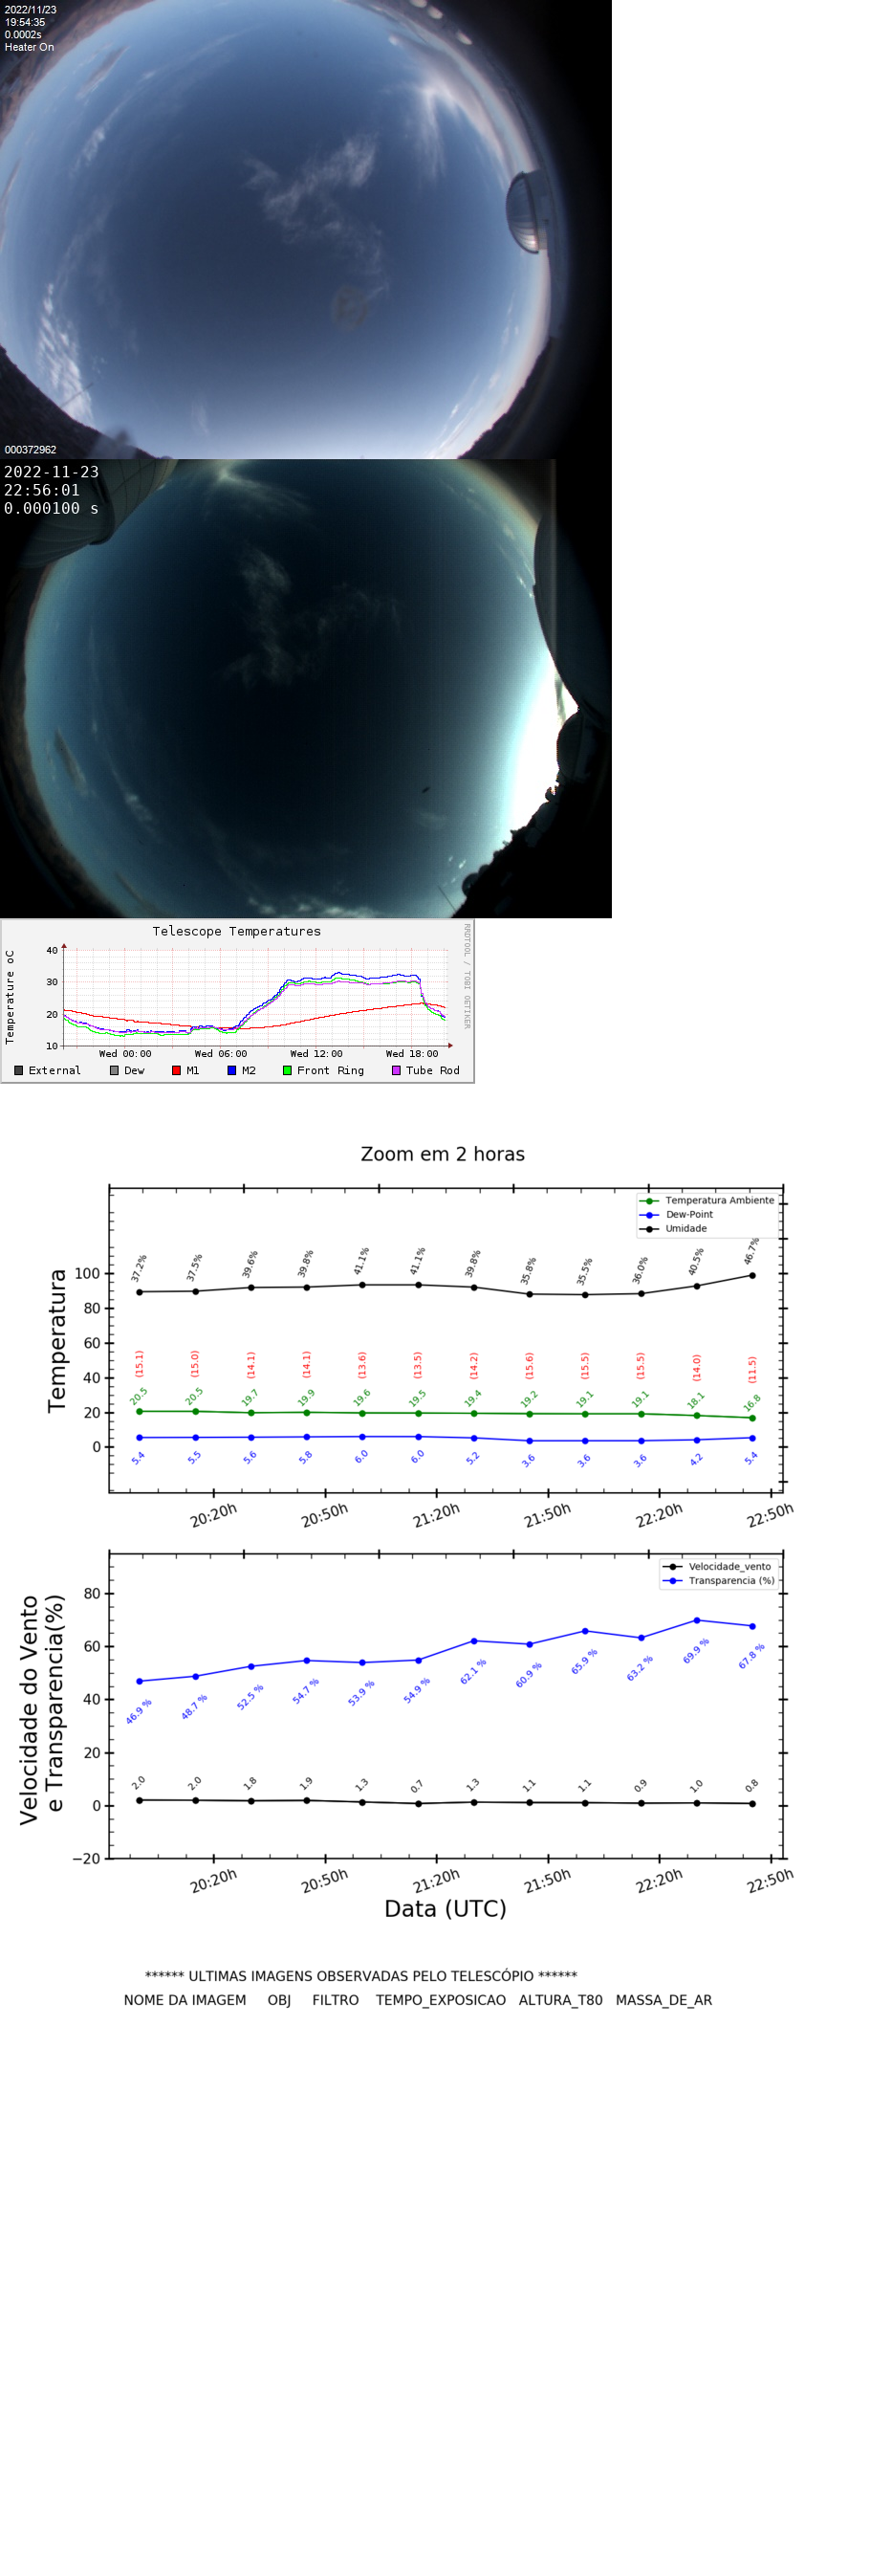 2022/11/23
19:54:35
0.0002s
Heater On
000372962
2022-11-23
22:56:01
0.000100 s
Telescope Temperatures
RRDTOOL / TOBI OETIKER
Temperature oC
40
30
20
10
Wed 00:00 Wed 06:00 Wed 12:00 Wed 18:00
External Dew M1 M2 Front Ring Tube Rod
Zoom em 2 horas
Temperatura Ambiente
Dew-Point
Umidade
Temperatura
100
80
60
40
20
0
37.2% 37.5% 39.6% 39.8% 41.1% 41.1% 39.8% 35.8% 35.5% 36.0% 40.5% 46.7%
(15.1) (15.0) (14.1) (14.1) (13.6) (13.5) (14.2) (15.6) (15.5) (15.5) (14.0) (11.5)
20.5 20.5 19.7 19.9 19.6 19.5 19.4 19.2 19.1 19.1 18.1 16.8
5.4 5.5 5.6 5.8 6.0 6.0 5.2 3.6 3.6 3.6 4.2 5.4
20:20h 20:50h 21:20h 21:50h 22:20h 22:50h
Velocidade_vento
Transparencia (%)
Velocidade do Vento
e Transparencia(%)
80
60
40
20
0
−20
46.9 % 48.7 % 52.5 % 54.7 % 53.9 % 54.9 % 62.1 % 60.9 % 65.9 % 63.2 % 69.9 % 67.8 %
2.0 2.0 1.8 1.9 1.3 0.7 1.3 1.1 1.1 0.9 1.0 0.8
20:20h 20:50h 21:20h 21:50h 22:20h 22:50h
Data (UTC)
****** ULTIMAS IMAGENS OBSERVADAS PELO TELESCÓPIO ******
NOME DA IMAGEM OBJ FILTRO TEMPO_EXPOSICAO ALTURA_T80 MASSA_DE_AR